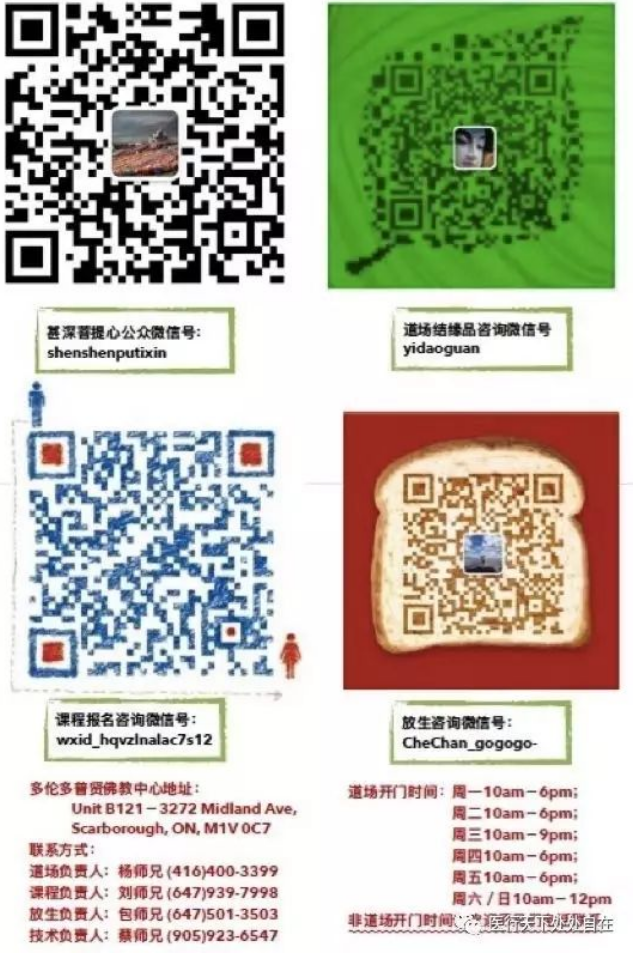 甚深菩提心公众微信号：
shenshenputixin
道场结缘品咨询微信号
yidaoguan
课程报名咨询微信号：
wxid_hqvzlnalac7s12
放生咨询微信号：
CheChan_gogogo-
多伦多普贤佛教中心地址：
Unit B121－3272 Midland Ave,
Scarborough, ON, M1V 0C7
联系方式：
道场负责人：杨师兄 (416)400-3399
课程负责人：刘师兄 (647)939-7998
放生负责人：包师兄 (647)501-3503
技术负责人：蔡师兄 (905)923-6547
道场开门时间：周一10am－6pm;
周二10am－6pm;
周三10am－9pm;
周四10am－6pm;
周五10am－6pm;
周六 / 日10am－12pm
非道场开门时间
医行天下处处自在